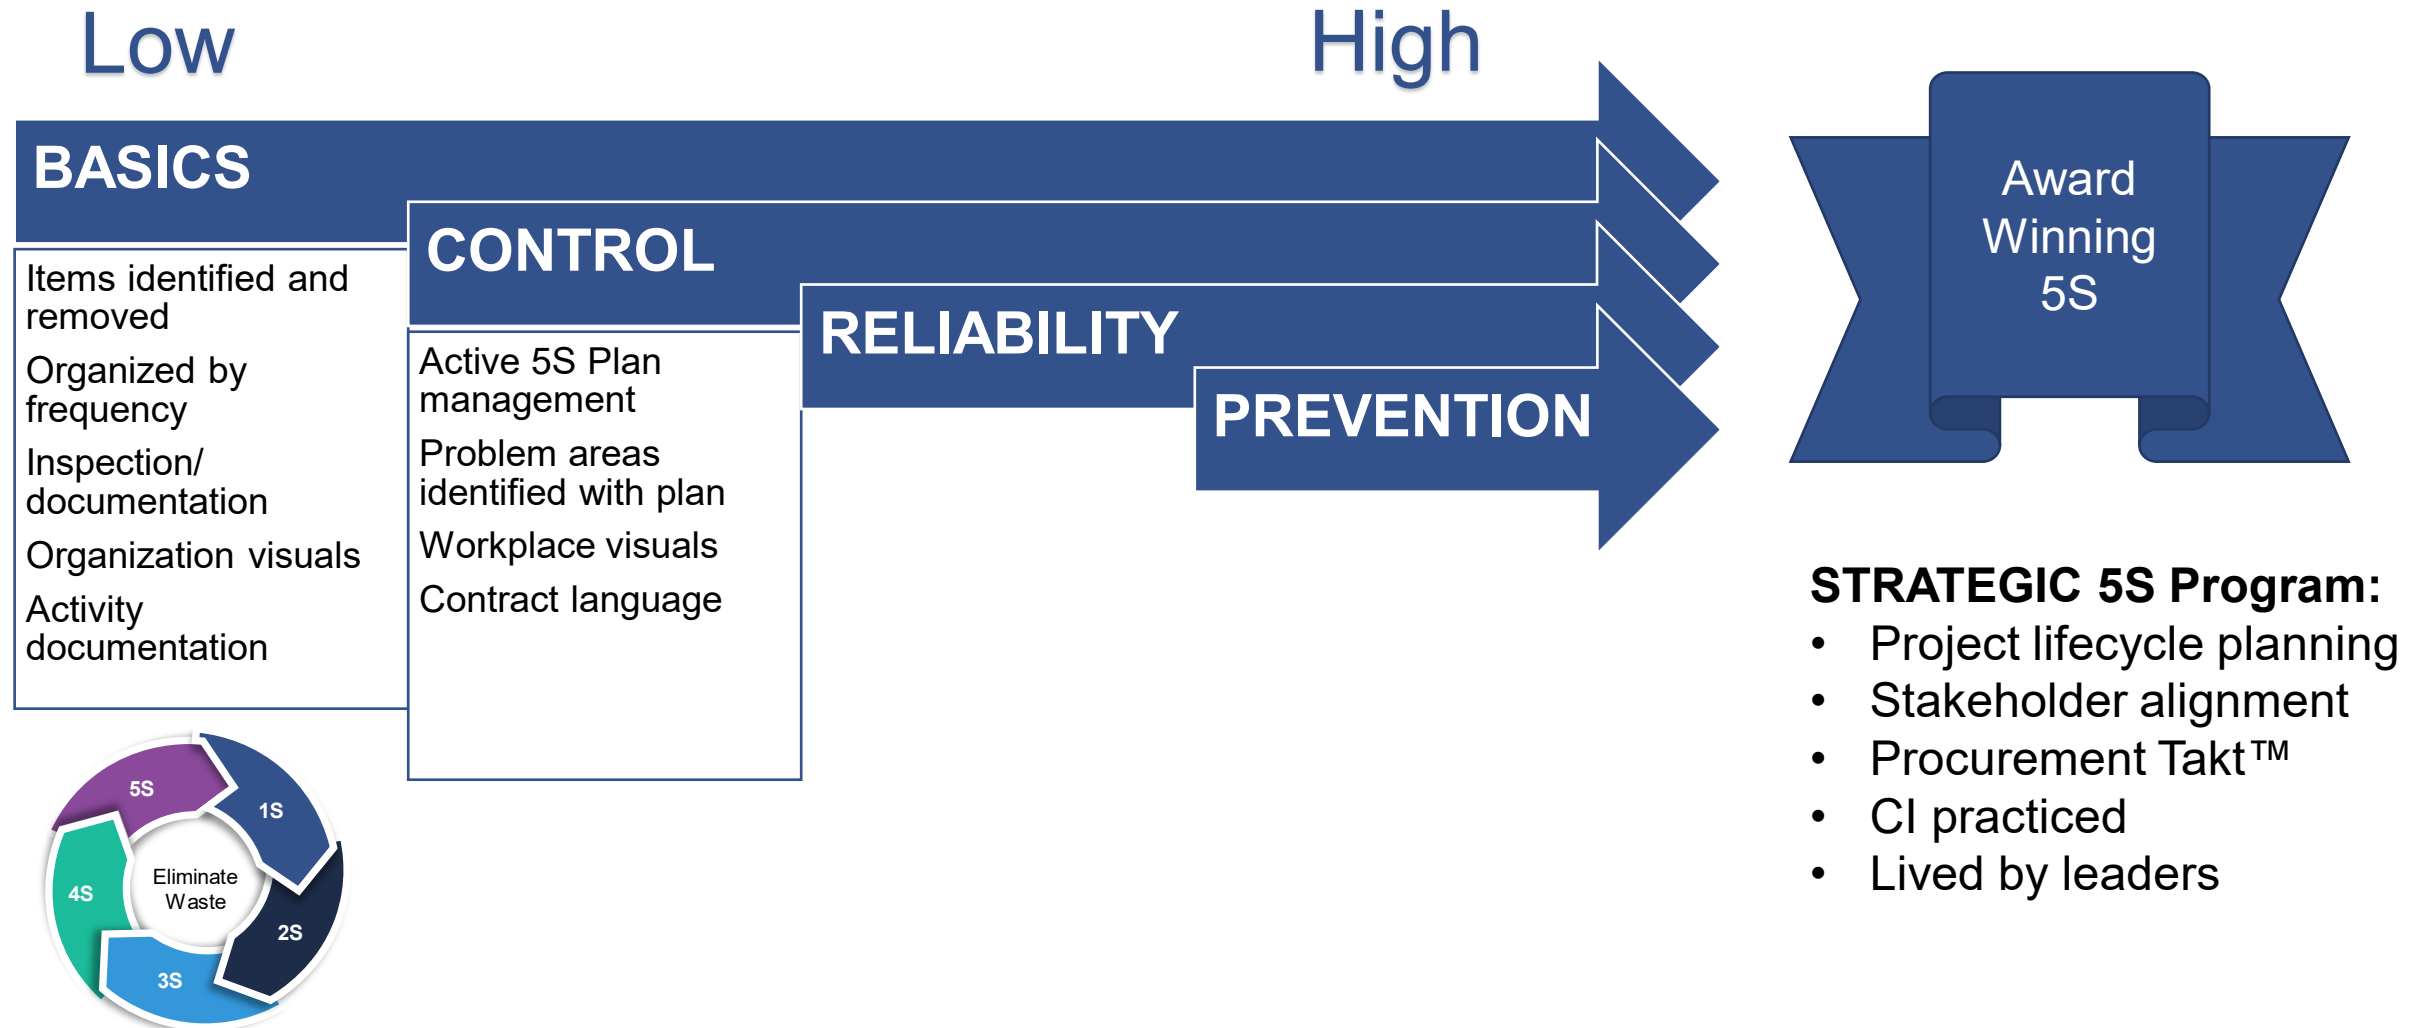 Low
High
BASICS
Items identified and
removed
Organized by
frequency
Inspection/
documentation
Organization visuals
Activity
documentation
CONTROL
Active 5S Plan
management
Problem areas
identified with plan
Workplace visuals
Contract language
RELIABILITY
PREVENTION
Award
Winning
5S
STRATEGIC 5S Program:
• Project lifecycle planning
• Stakeholder alignment
• Procurement Takt™
• CI practiced
• Lived by leaders
1S
2S
3S
4S
5S
Eliminate
Waste